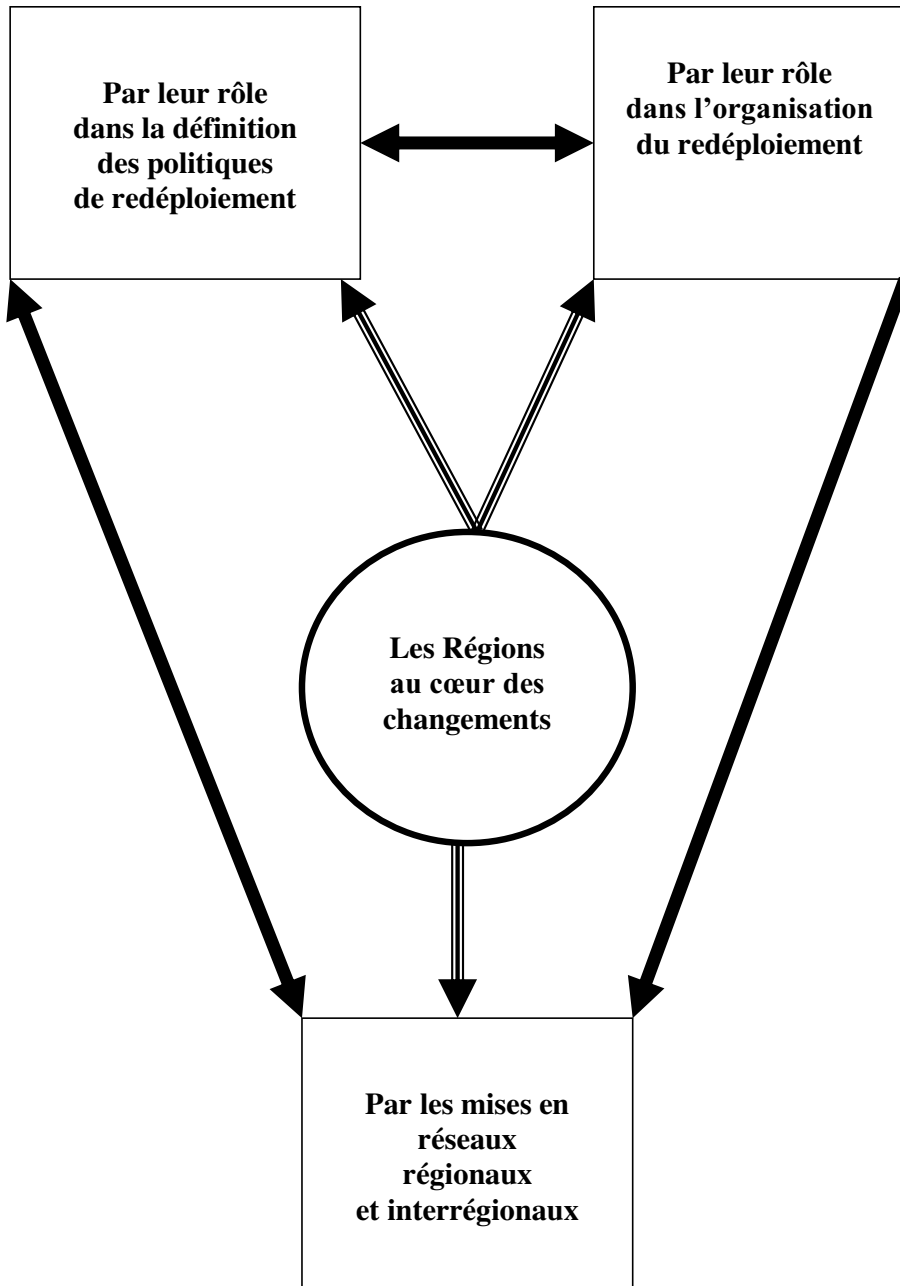 Par leur rôle
dans la définition
des politiques
de redéploiement
Par leur rôle
dans l’organisation
du redéploiement
Les Régions
au cœur des
changements
Par les mises en
réseaux
régionaux
et interrégionaux